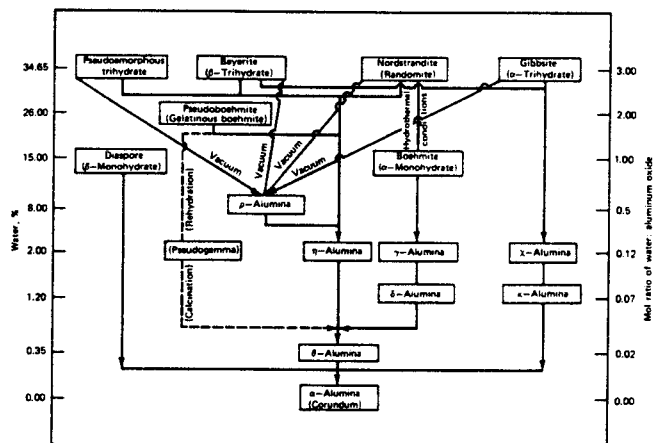 Pseudoamorphous
trihydrate
Bayerite
(β-Trihydrate)
Nordstrandite
(Randomite)
Gibbsite
(α-Trihydrate)
Pseudoboehmite
(Gelatinous boehmite)
Hydrothermal
conditions
Diaspore
(β-Monohydrate)
Vacuum
Vacuum
Vacuum
Vacuum
Boehmite
(α-Monohydrate)
ρ-Alumina
(Rehydration)
(Pseudogamma)
(Calcination)
η-Alumina
γ-Alumina
χ-Alumina
δ-Alumina
κ-Alumina
θ-Alumina
α-Alumina
(Corundum)
Water, %
34.65
26.00
15.00
8.00
2.00
1.20
0.35
0.00
Mol ratio of water: aluminum oxide
3.00
2.00
1.00
0.5
0.12
0.07
0.02
0.00